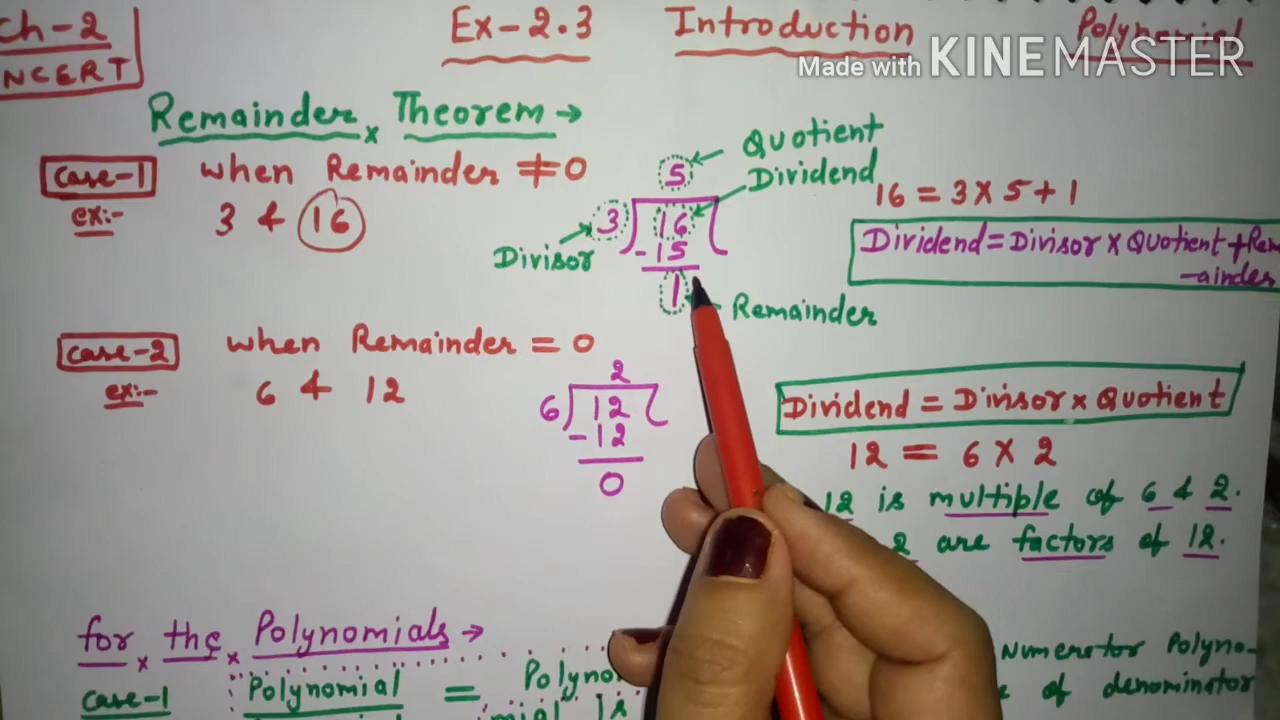 Ch-2
NCERT
Ex-2.3 Introduction Polynomial
Made with KINEMASTER
Remainder Theorem →
Case-1 when Remainder ≠ 0
ex:- 3 & 16
5 ← Quotient
Dividend
3) 16
-15
1
Divisor
Remainder
16 = 3 X 5 + 1
Dividend = Divisor X Quotient + Rem
-ainder
case-2 when Remainder = 0
ex:- 6 & 12
2
6) 12
-12
0
Dividend = Divisor x Quotient
12 = 6 X 2
12 is multiple of 6 & 2.
2 are factors of 12.
for the Polynomials →
case-1 Polynomial = Polyno
mial is
Numerator Polyno-
of denominator